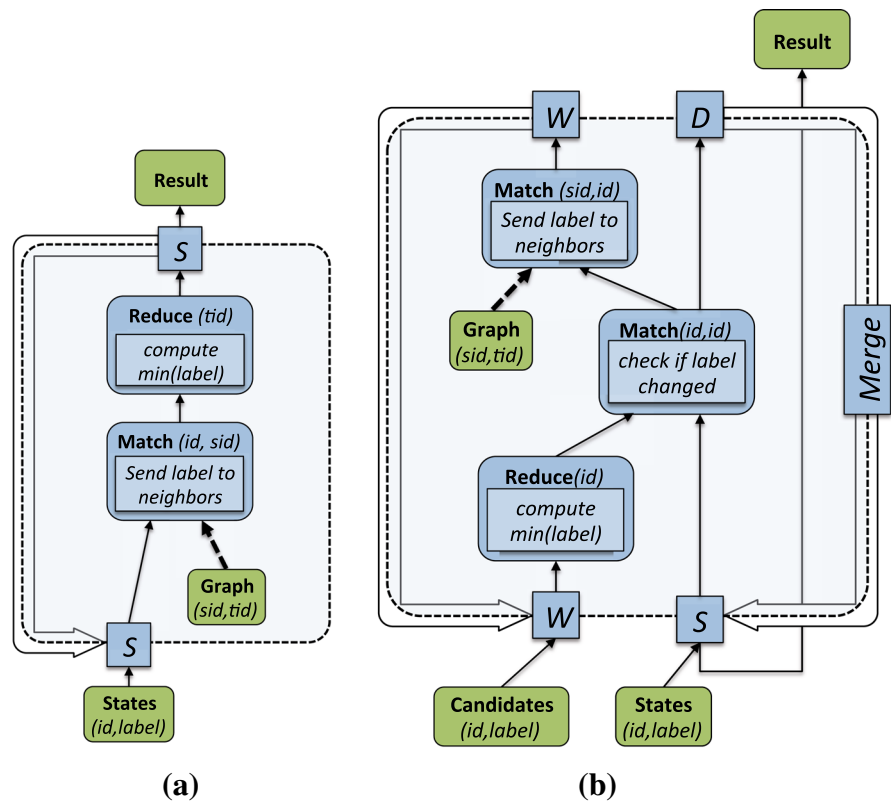 Result
S
Reduce (tid)
compute
min(label)
Match (id, sid)
Send label to
neighbors
Graph
(sid,tid)
S
States
(id,label)
(a)
Result
W
D
Match (sid,id)
Send label to
neighbors
Graph
(sid,tid)
Match(id,id)
check if label
changed
Merge
Reduce(id)
compute
min(label)
W
S
Candidates
(id,label)
States
(id,label)
(b)